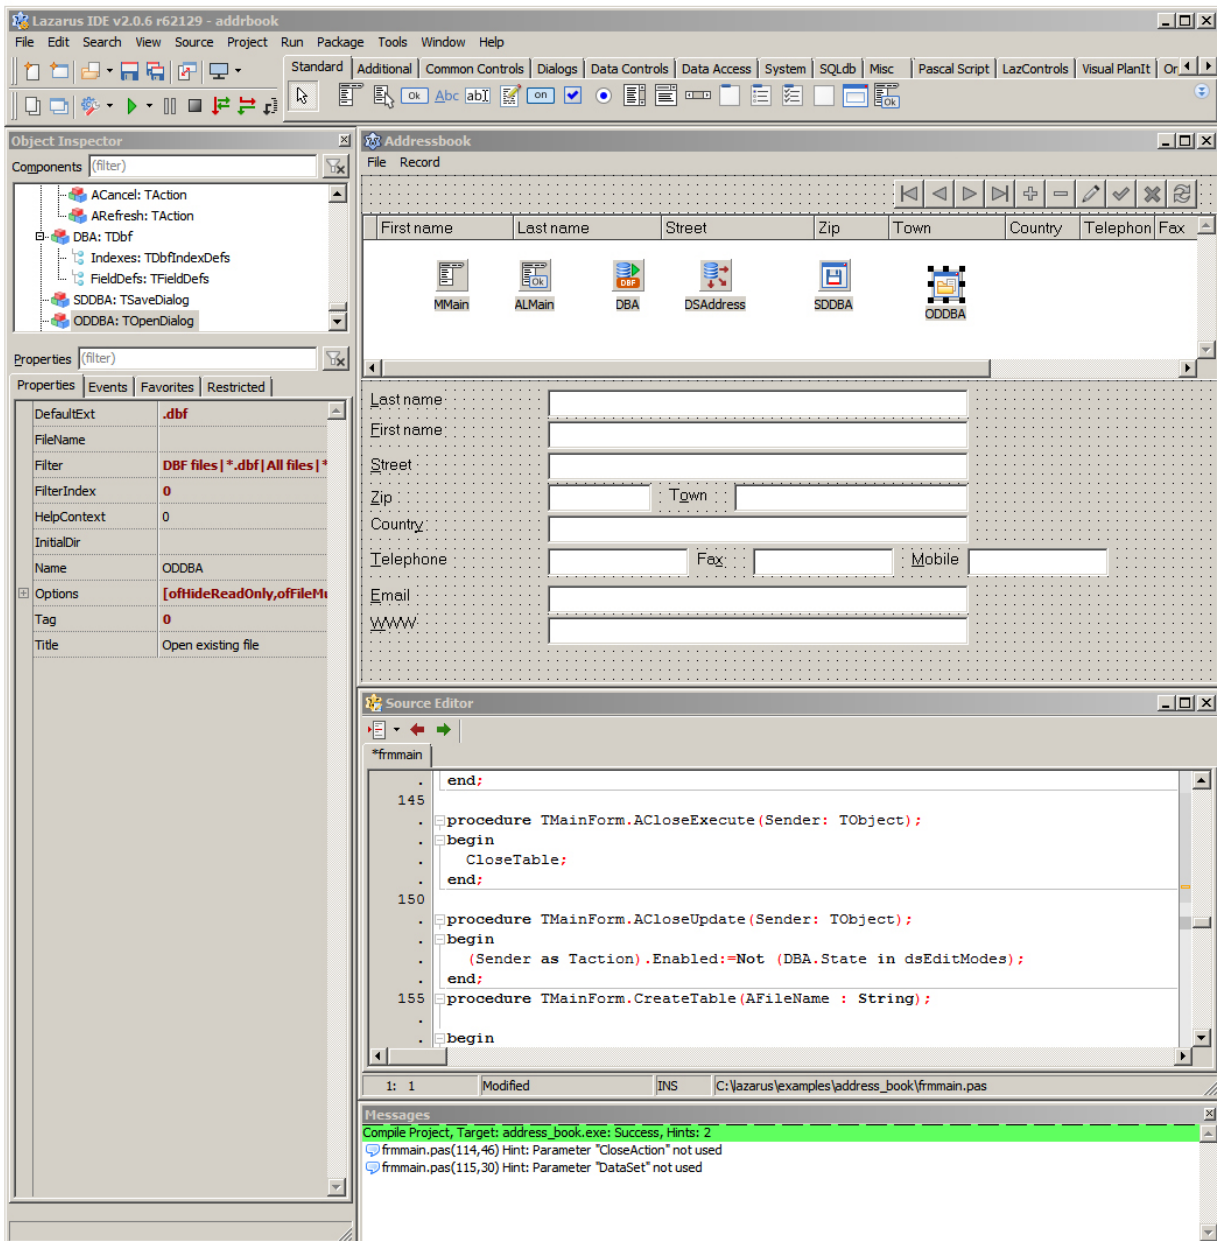 Lazarus IDE v2.0.6 r62129 - addrbook
File Edit Search View Source Project Run Package Tools Window Help
Standard Additional Common Controls Dialogs Data Controls Data Access System SQLdb Misc Pascal Script LazControls Visual PlanIt Or
Ok Abc abI on
Ok
Object Inspector
Components (filter)
ACancel: TAction
ARefresh: TAction
DBA: TDbf
Indexes: TDbfIndexDefs
FieldDefs: TFieldDefs
SDDBA: TSaveDialog
ODDBA: TOpenDialog
Properties (filter)
Properties Events Favorites Restricted
DefaultExt .dbf
FileName
Filter DBF files|*.dbf|All files|*
FilterIndex 0
HelpContext 0
InitialDir
Name ODDBA
Options [ofHideReadOnly,ofFileMu
Tag 0
Title Open existing file
Addressbook
File Record
First name Last name Street Zip Town Country Telephon Fax
Ok DBF
MMain ALMain DBA DSAddress SDDBA ODDBA
Last name
First name
Street
Zip Town
Country
Telephone Fax Mobile
Email
WWW
Source Editor
*frmmain
. end;
145
. procedure TMainForm.ACloseExecute(Sender: TObject);
. begin
. CloseTable;
. end;
150
. procedure TMainForm.ACloseUpdate(Sender: TObject);
. begin
. (Sender as Taction).Enabled:=Not (DBA.State in dsEditModes);
. end;
155 procedure TMainForm.CreateTable(AFileName : String);
.
. begin
1: 1 Modified INS C:\lazarus\examples\address_book\frmmain.pas
Messages
Compile Project, Target: address_book.exe: Success, Hints: 2
frmmain.pas(114,46) Hint: Parameter "CloseAction" not used
frmmain.pas(115,30) Hint: Parameter "DataSet" not used